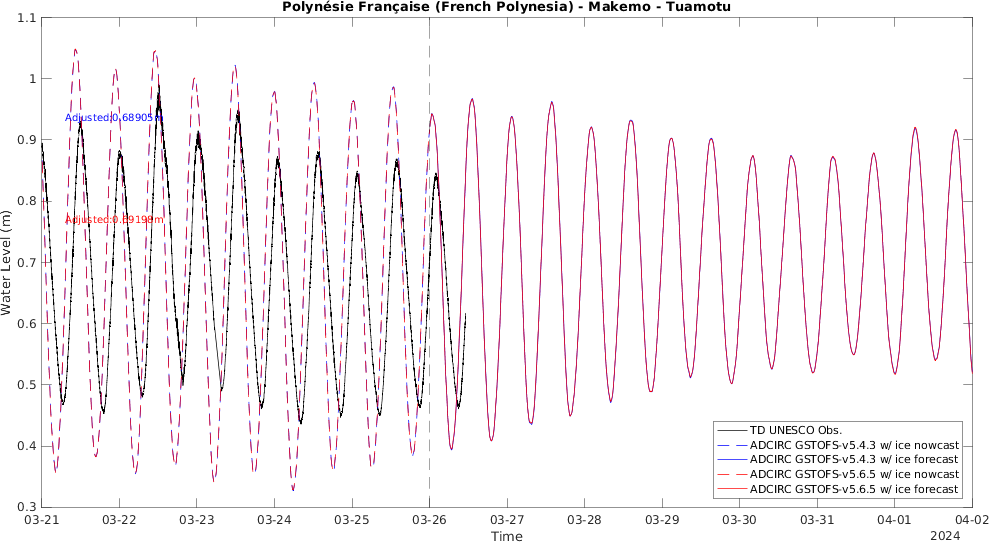 Polynésie Française (French Polynesia) - Makemo - Tuamotu
1.1
1
0.9
0.8
0.7
0.6
0.5
0.4
0.3
Water Level (m)
Adjusted:0.68905m
Adjusted:0.69198m
TD UNESCO Obs.
ADCIRC GSTOFS-v5.4.3 w/ ice nowcast
ADCIRC GSTOFS-v5.4.3 w/ ice forecast
ADCIRC GSTOFS-v5.6.5 w/ ice nowcast
ADCIRC GSTOFS-v5.6.5 w/ ice forecast
03-21 03-22 03-23 03-24 03-25 03-26 03-27 03-28 03-29 03-30 03-31 04-01 04-02
Time
2024